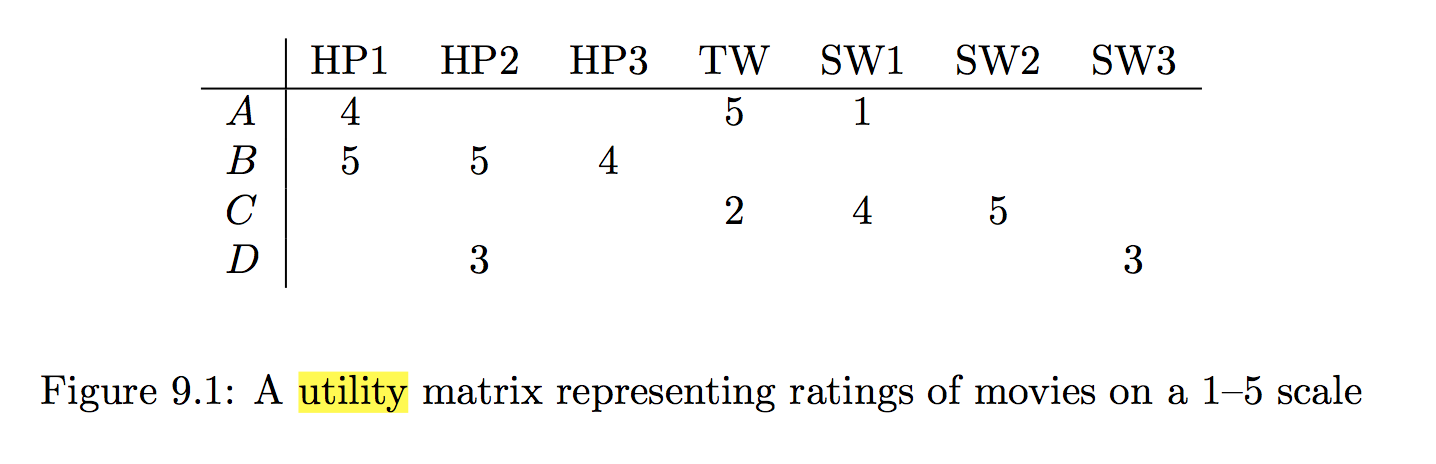 HP1 HP2 HP3 TW SW1 SW2 SW3
A 4 5 1
B 5 5 4
C 2 4 5
D 3 3
Figure 9.1: A utility matrix representing ratings of movies on a 1–5 scale